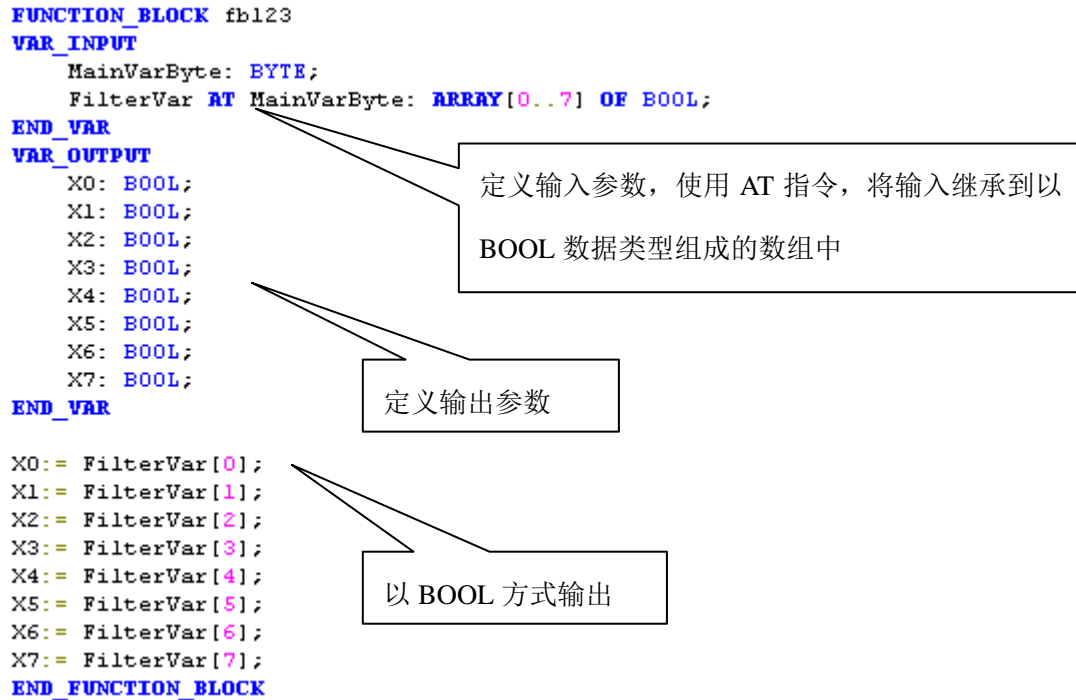 FUNCTION_BLOCK fb123
VAR_INPUT
MainVarByte: BYTE;
FilterVar AT MainVarByte: ARRAY[0..7] OF BOOL;
END_VAR
VAR_OUTPUT
X0: BOOL;
X1: BOOL;
X2: BOOL;
X3: BOOL;
X4: BOOL;
X5: BOOL;
X6: BOOL;
X7: BOOL;
END_VAR
定义输入参数，使用 AT 指令，将输入继承到以
BOOL 数据类型组成的数组中
定义输出参数
X0:= FilterVar[0];
X1:= FilterVar[1];
X2:= FilterVar[2];
X3:= FilterVar[3];
X4:= FilterVar[4];
X5:= FilterVar[5];
X6:= FilterVar[6];
X7:= FilterVar[7];
END_FUNCTION_BLOCK
以 BOOL 方式输出